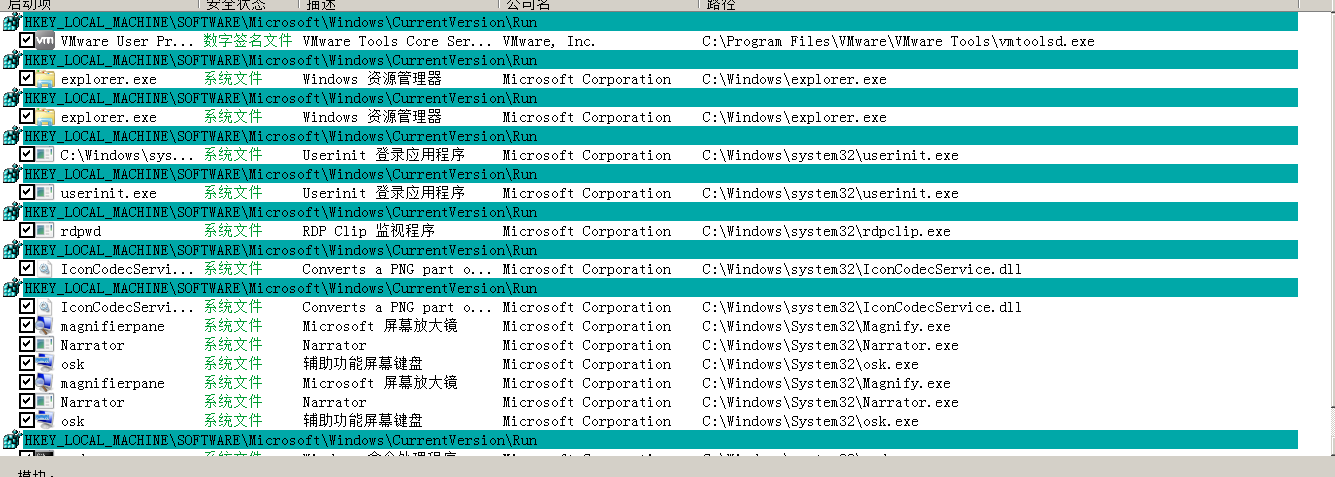 启动项 安全状态 描述 公司名 路径
HKEY_LOCAL_MACHINE\SOFTWARE\Microsoft\Windows\CurrentVersion\Run
VMware User Pr... 数字签名文件 VMware Tools Core Ser... VMware, Inc. C:\Program Files\VMware\VMware Tools\vmtoolsd.exe
HKEY_LOCAL_MACHINE\SOFTWARE\Microsoft\Windows\CurrentVersion\Run
explorer.exe 系统文件 Windows 资源管理器 Microsoft Corporation C:\Windows\explorer.exe
HKEY_LOCAL_MACHINE\SOFTWARE\Microsoft\Windows\CurrentVersion\Run
explorer.exe 系统文件 Windows 资源管理器 Microsoft Corporation C:\Windows\explorer.exe
HKEY_LOCAL_MACHINE\SOFTWARE\Microsoft\Windows\CurrentVersion\Run
C:\Windows\sys... 系统文件 Userinit 登录应用程序 Microsoft Corporation C:\Windows\system32\userinit.exe
HKEY_LOCAL_MACHINE\SOFTWARE\Microsoft\Windows\CurrentVersion\Run
userinit.exe 系统文件 Userinit 登录应用程序 Microsoft Corporation C:\Windows\system32\userinit.exe
HKEY_LOCAL_MACHINE\SOFTWARE\Microsoft\Windows\CurrentVersion\Run
rdpwd 系统文件 RDP Clip 监视程序 Microsoft Corporation C:\Windows\system32\rdpclip.exe
HKEY_LOCAL_MACHINE\SOFTWARE\Microsoft\Windows\CurrentVersion\Run
IconCodecServi... 系统文件 Converts a PNG part o... Microsoft Corporation C:\Windows\system32\IconCodecService.dll
HKEY_LOCAL_MACHINE\SOFTWARE\Microsoft\Windows\CurrentVersion\Run
IconCodecServi... 系统文件 Converts a PNG part o... Microsoft Corporation C:\Windows\system32\IconCodecService.dll
magnifierpane 系统文件 Microsoft 屏幕放大镜 Microsoft Corporation C:\Windows\System32\Magnify.exe
Narrator 系统文件 Narrator Microsoft Corporation C:\Windows\System32\Narrator.exe
osk 系统文件 辅助功能屏幕键盘 Microsoft Corporation C:\Windows\System32\osk.exe
magnifierpane 系统文件 Microsoft 屏幕放大镜 Microsoft Corporation C:\Windows\System32\Magnify.exe
Narrator 系统文件 Narrator Microsoft Corporation C:\Windows\System32\Narrator.exe
osk 系统文件 辅助功能屏幕键盘 Microsoft Corporation C:\Windows\System32\osk.exe
HKEY_LOCAL_MACHINE\SOFTWARE\Microsoft\Windows\CurrentVersion\Run
系统文件 Windows 命令处理程序 Microsoft Corporation
模块: